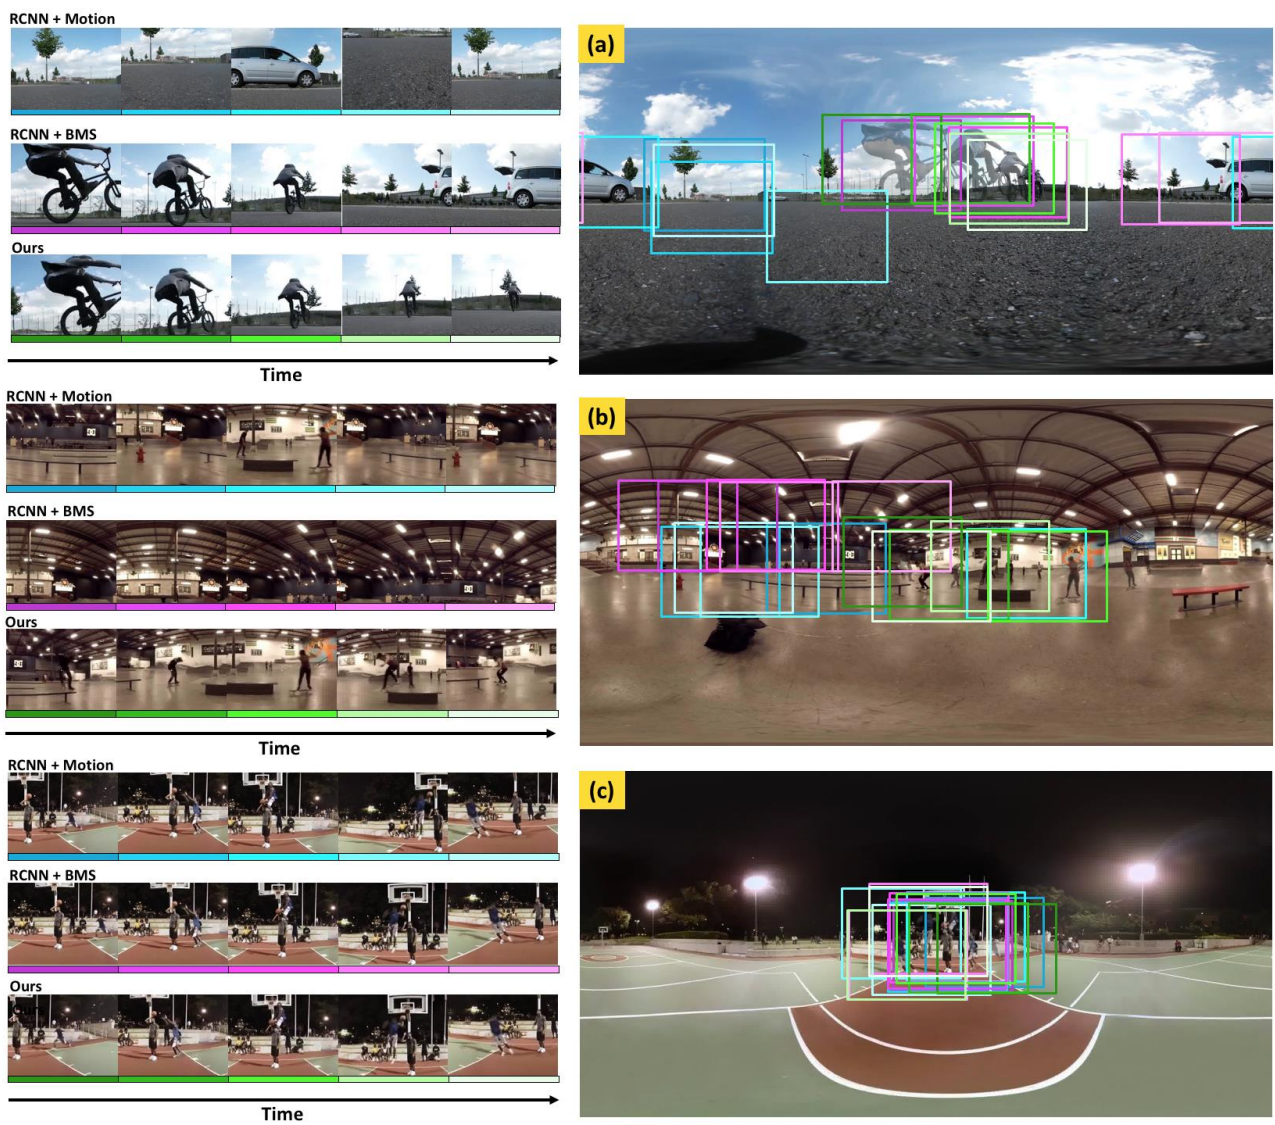 RCNN + Motion
(a)
RCNN + BMS
Ours
Time
RCNN + Motion
(b)
RCNN + BMS
Ours
Time
RCNN + Motion
(c)
RCNN + BMS
Ours
Time